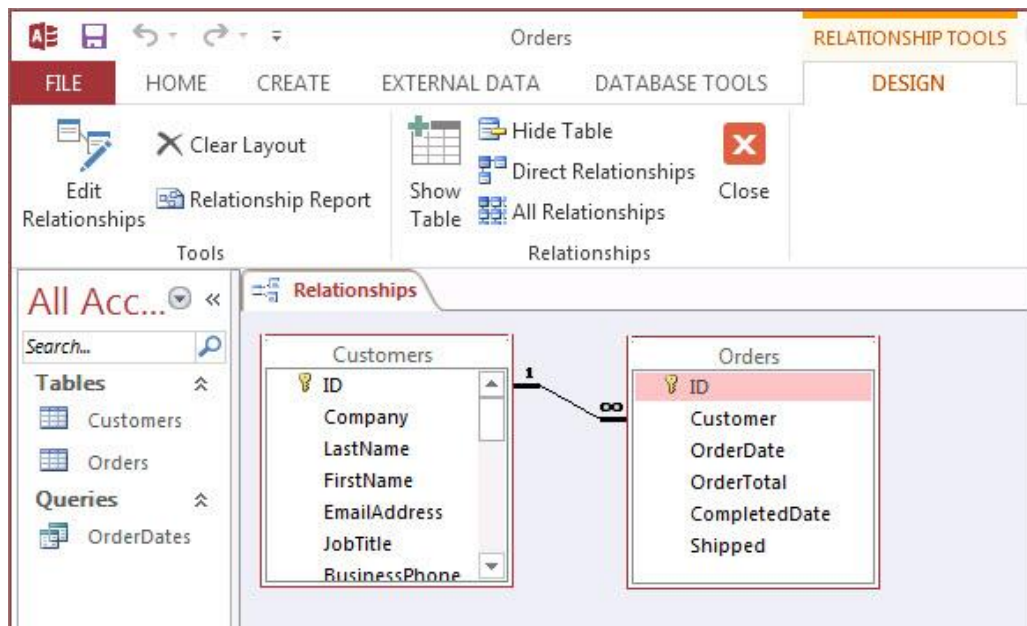 Orders
RELATIONSHIP TOOLS
FILE
HOME
CREATE
EXTERNAL DATA
DATABASE TOOLS
DESIGN
Edit
Relationships
Clear Layout
Relationship Report
Tools
Show
Table
Hide Table
Direct Relationships
All Relationships
Close
Relationships
All Acc...
«
Search...
Tables
Customers
Orders
Queries
OrderDates
Relationships
Customers
ID
Company
LastName
FirstName
EmailAddress
JobTitle
BusinessPhone
1
∞
Orders
ID
Customer
OrderDate
OrderTotal
CompletedDate
Shipped